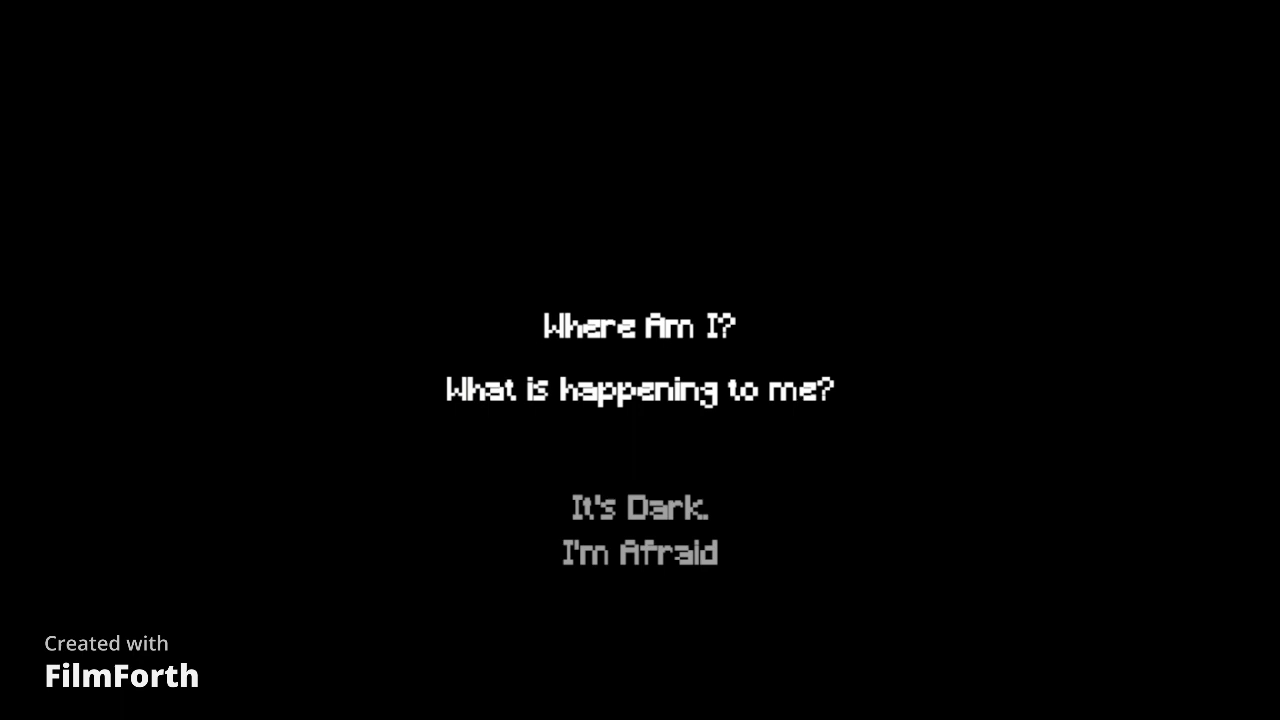 Where Am I?
What is happening to me?
It's Dark.
I'm Afraid
Created with
FilmForth